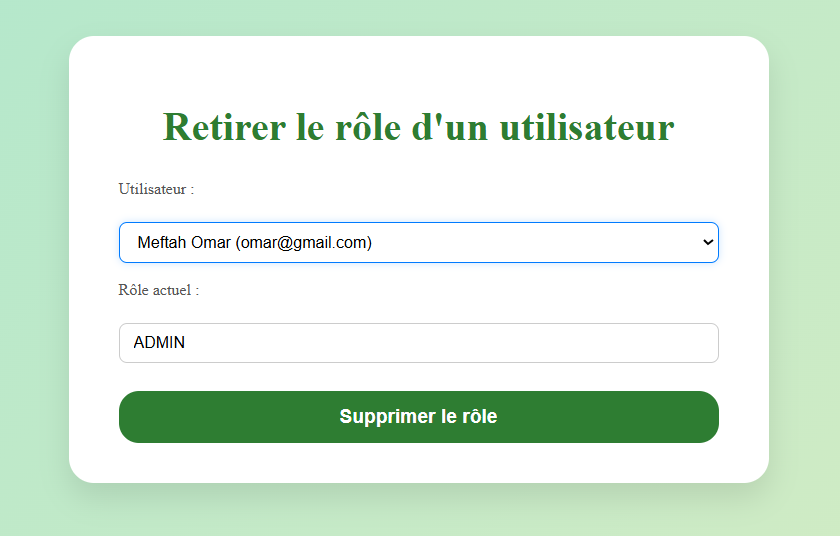 Retirer le rôle d'un utilisateur
Utilisateur :
Meftah Omar (omar@gmail.com)
Rôle actuel :
ADMIN
Supprimer le rôle